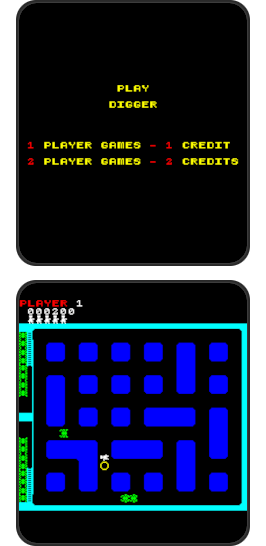 PLAY
DIGGER
1 PLAYER GAMES - 1 CREDIT
2 PLAYER GAMES - 2 CREDITS
PLAYER 1
000200